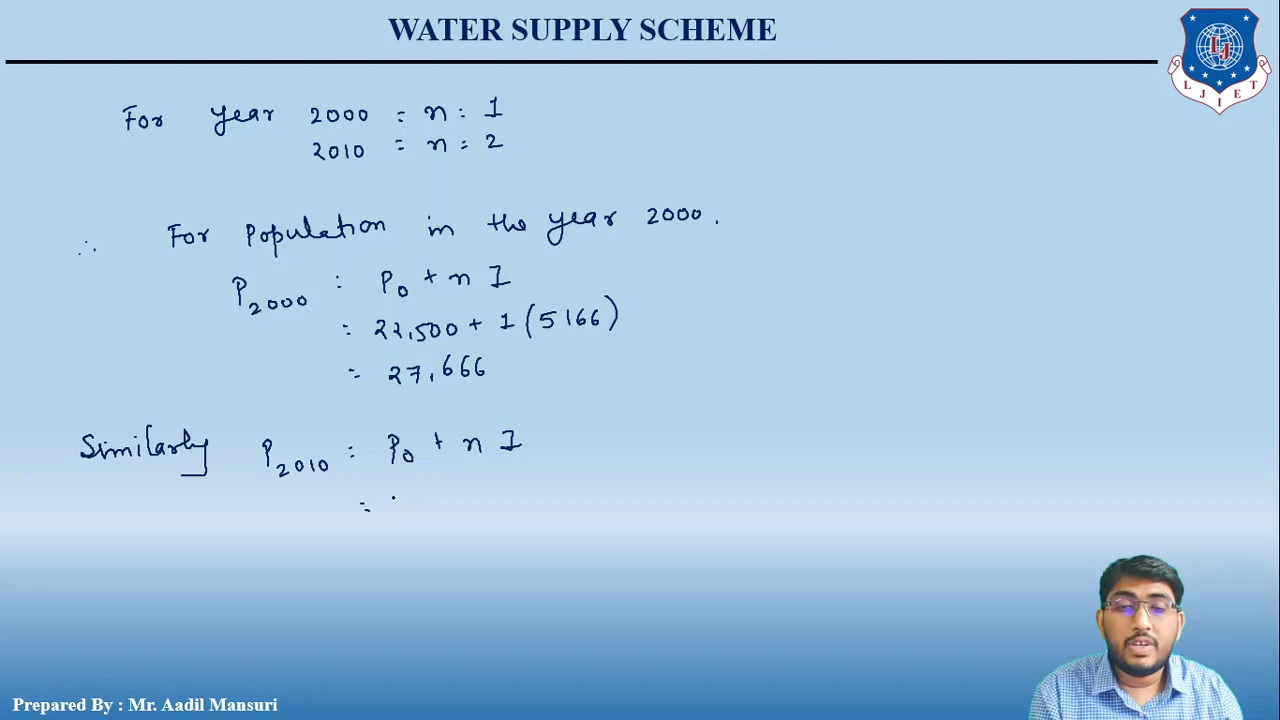 WATER SUPPLY SCHEME
LJIET
For year 2000 = n = 1
2010 = n = 2
∴ For population in the year 2000.
P2000 = P0 + n I
= 22,500 + 1 (5166)
= 27,666
Similarly P2010 = P0 + n I
=
Prepared By : Mr. Aadil Mansuri